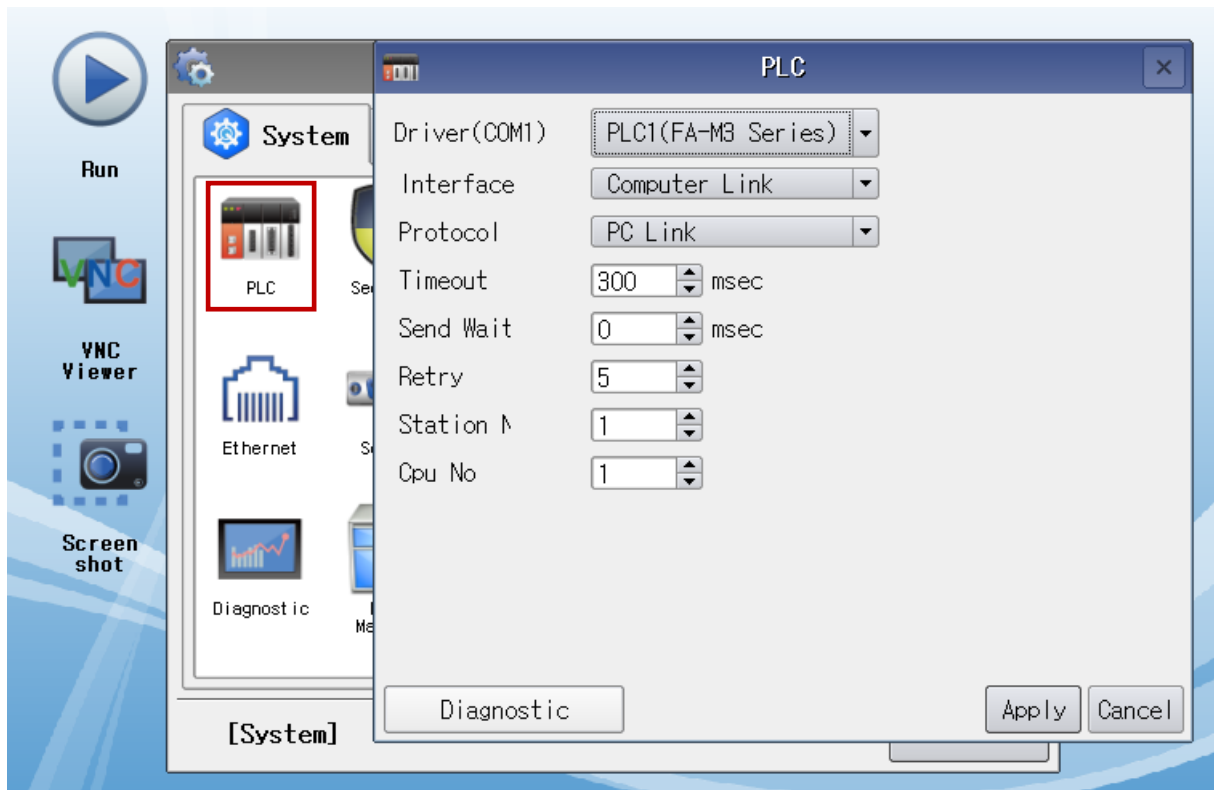 Run
VNC
VNC
Viewer
Screen
shot
System
PLC
Ethernet
Diagnostic
[System]
PLC
Driver(COM1) PLC1(FA-M3 Series)
Interface Computer Link
Protocol PC Link
Timeout 300 msec
Send Wait 0 msec
Retry 5
Station 1
Cpu No 1
Diagnostic Apply Cancel